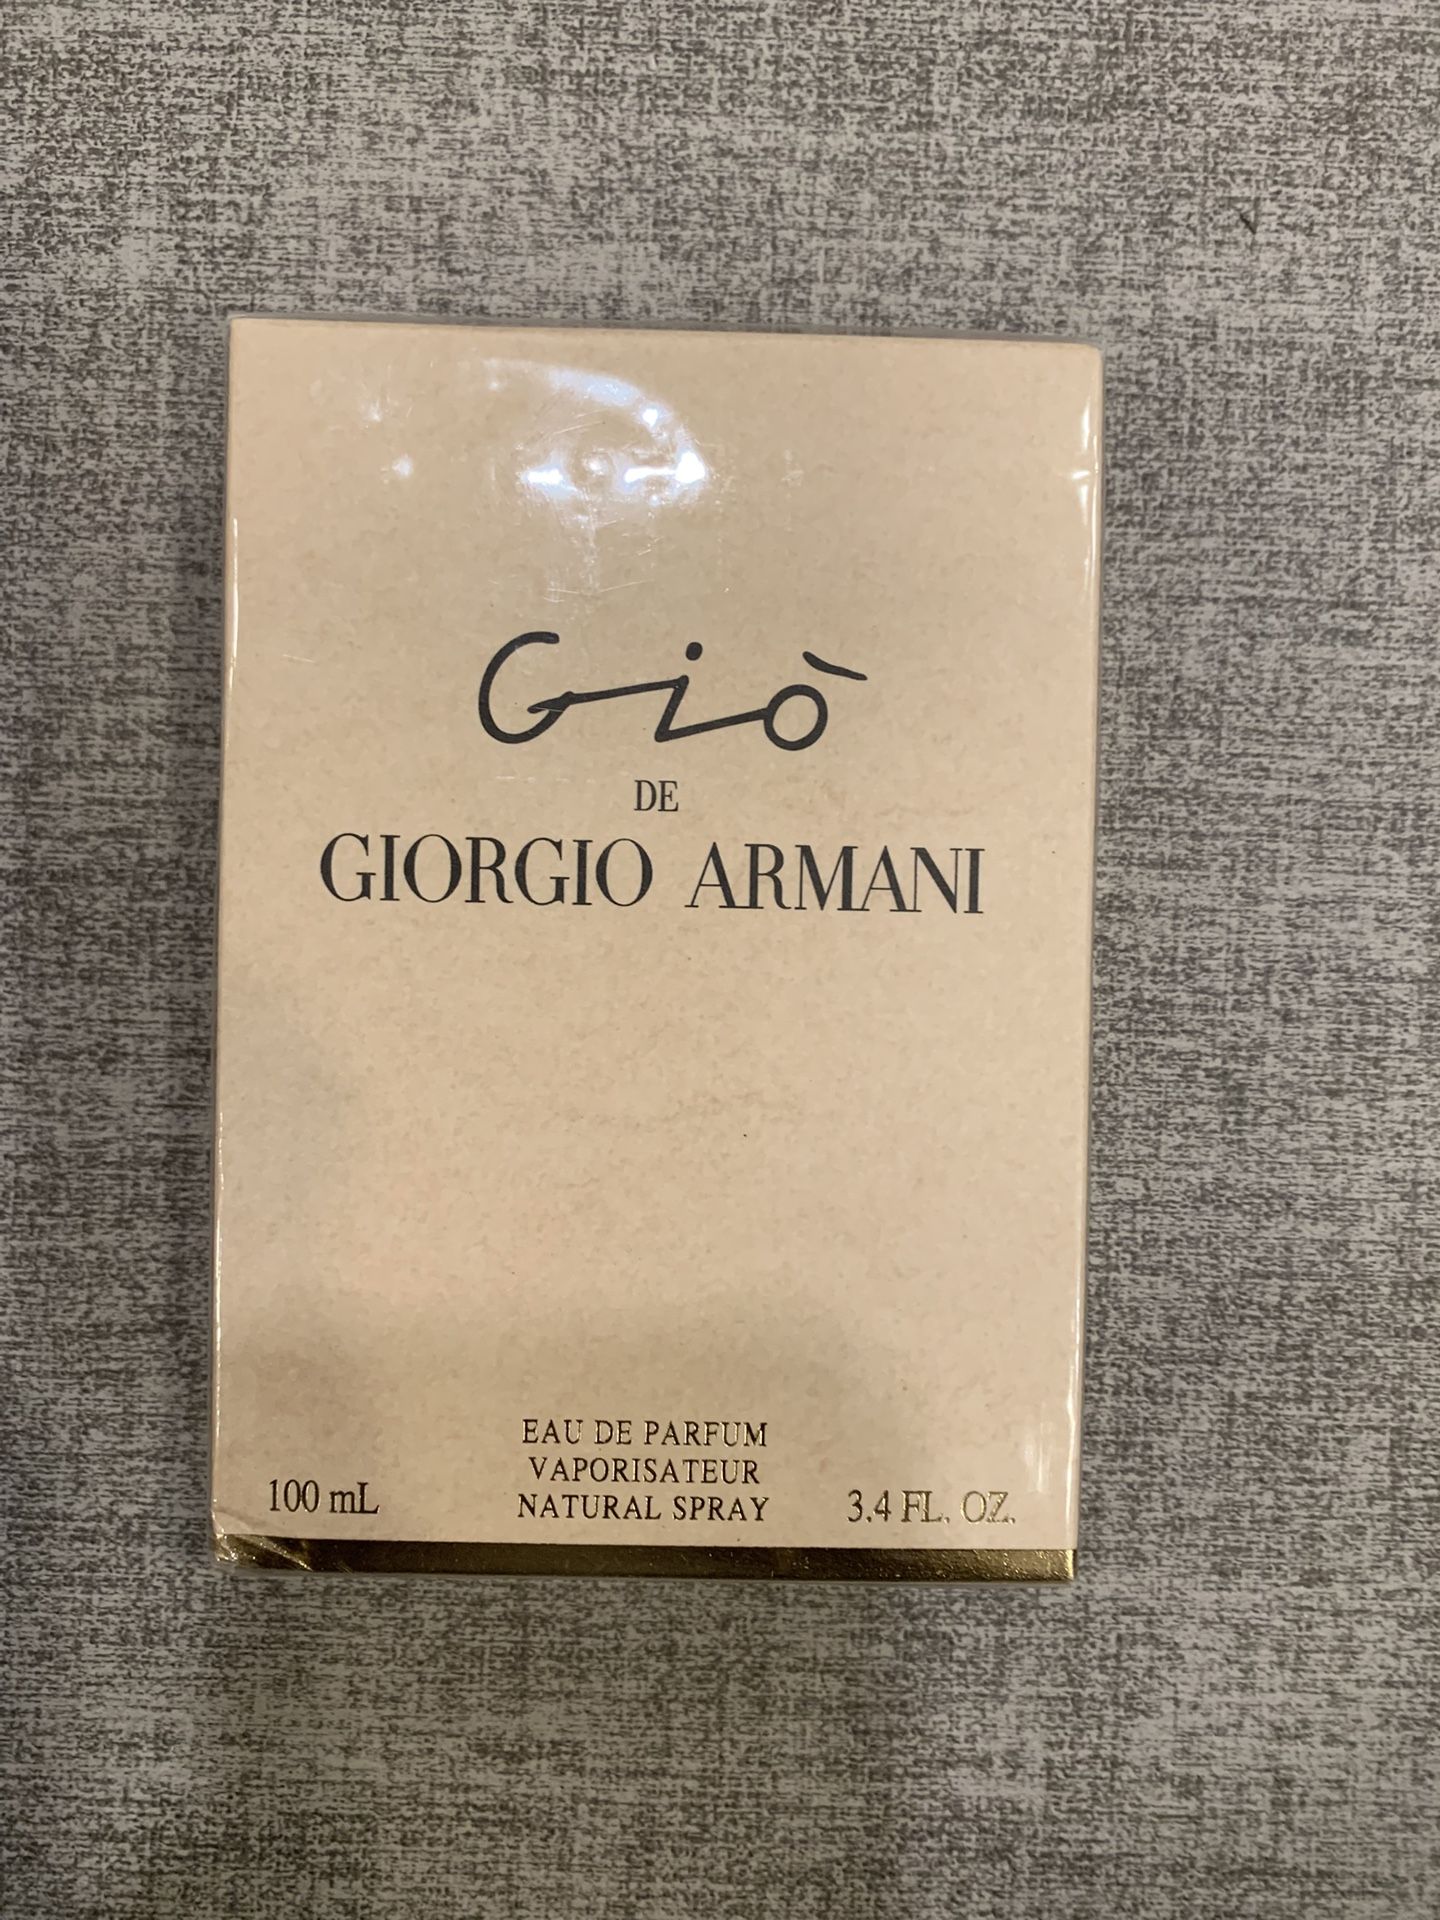 Giò
DE
GIORGIO ARMANI
EAU DE PARFUM
VAPORISATEUR
100 mL NATURAL SPRAY 3.4 FL. OZ.